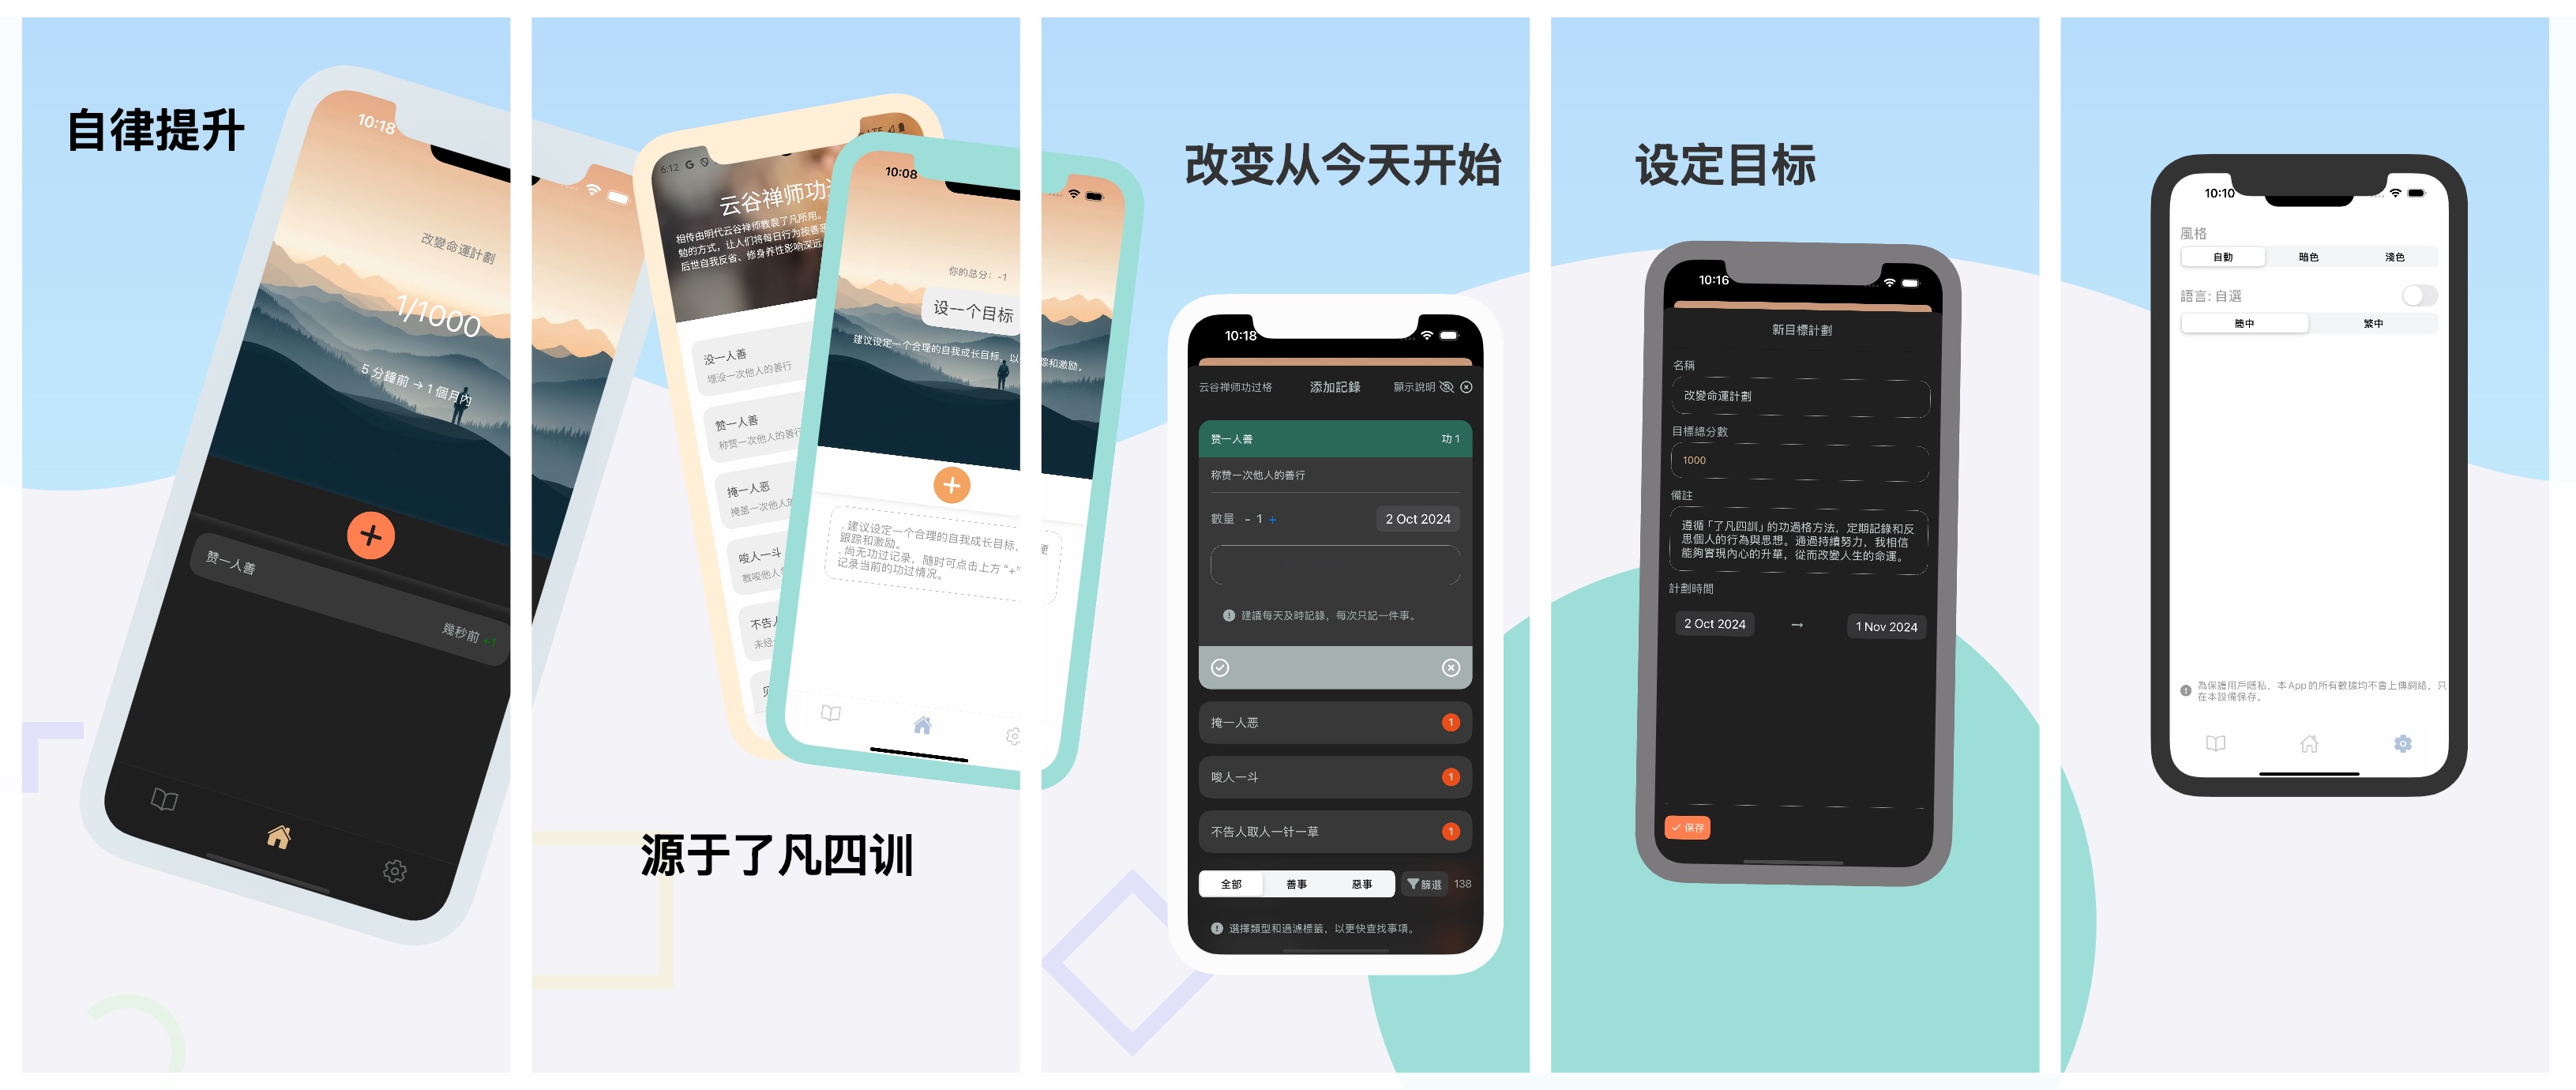 自律提升
10:18
改變命運計劃
1/1000
5 分鐘前 → 1 個月內
赞一人善
幾秒前 +1
6:12
LTE
云谷禅师功过
相传由明代云谷禅师教袁了凡所用。
勉的方式，让人们将每日行为按善恶
后世自我反省、修身养性影响深远
没一人善
埋没一次他人的善行
赞一人善
称赞一次他人的善行
掩一人恶
掩盖一次他人的
唆人一斗
教唆他人
不告人
未经
10:08
你的总分：-1
设一个目标
建议设定一个合理的自我成长目标，以 踪和激励。
. 建议设定一个合理的自我成长目标， 更
跟踪和激励。
. 尚无功过记录，随时可点击上方 "+"
记录当前的功过情况。
源于了凡四训
改变从今天开始
10:18
云谷禅师功过格 添加記錄 顯示說明
赞一人善 功 1
称赞一次他人的善行
數量 - 1 + 2 Oct 2024
建議每天及時記錄，每次只記一件事。
掩一人恶 1
唆人一斗 1
不告人取人一针一草 1
全部 善事 惡事 篩選 138
選擇類型和過濾標籤，以更快查找事項。
设定目标
10:16
新目標計劃
名稱
改變命運計劃
目標總分數
1000
備註
遵循「了凡四訓」的功過格方法，定期記錄和反
思個人的行為與思想。通過持續努力，我相信
能夠實現內心的升華，從而改變人生的命運。
計劃時間
2 Oct 2024 → 1 Nov 2024
保存
10:10
風格
自動 暗色 淺色
語言: 自選
簡中 繁中
為保護用戶隱私，本 App 的所有數據均不會上傳網絡，只
在本設備保存。